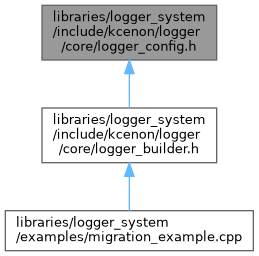 libraries/logger_system
/include/kcenon/logger
/core/logger_config.h
libraries/logger_system
/include/kcenon/logger
/core/logger_builder.h
libraries/logger_system
/examples/migration_example.cpp